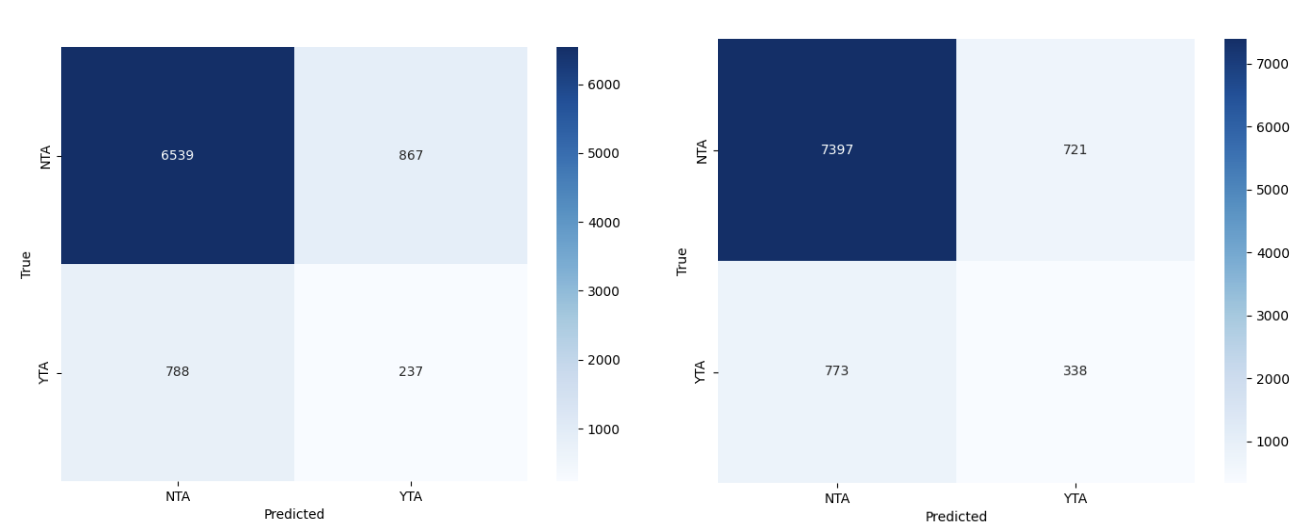 NTA
YTA
True
6539
867
788
237
NTA
YTA
Predicted
6000
5000
4000
3000
2000
1000
NTA
YTA
True
7397
721
773
338
NTA
YTA
Predicted
7000
6000
5000
4000
3000
2000
1000